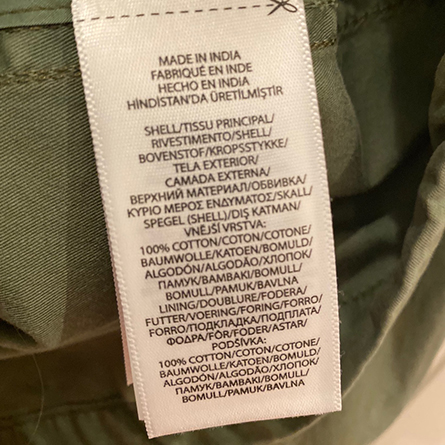 MADE IN INDIA
FABRIQUÉ EN INDE
HECHO EN INDIA
HİNDİSTAN'DA ÜRETİLMİŞTİR
SHELL/TISSU PRINCIPAL/
RIVESTIMENTO/SHELL/
BOVENSTOF/KROPSSTYKKE/
TELA EXTERIOR/
CAMADA EXTERNA/
ВЕРХНИЙ МАТЕРИАЛ/ОБВИВКА/
ΚΥΡΙΟ ΜΕΡΟΣ ΕΝΔΥΜΑΤΟΣ/SKALL/
SPEGEL (SHELL)/DIŞ KATMAN/
VNĚJŠÍ VRSTVA:
100% COTTON/COTON/COTONE/
BAUMWOLLE/KATOEN/BOMULD/
ALGODÓN/ALGODÃO/ХЛОПОК/
ПАМУК/ΒΑΜΒΑΚΙ/BOMULL/
BOMULL/PAMUK/BAVLNA
LINING/DOUBLURE/FODERA/
FUTTER/VOERING/FORING/FORRO/
FORRO/ПОДКЛАДКА/ПОДПЛАТА/
ΦΟΔΡΑ/FÔR/FODER/ASTAR/
PODŠÍVKA:
100% COTTON/COTON/COTONE/
BAUMWOLLE/KATOEN/BOMULD/
ALGODÓN/ALGODÃO/ХЛОПОК/
ПАМУК/ΒΑΜΒΑΚΙ/BOMULL/
BOMULL/PAMUK/BAVLNA